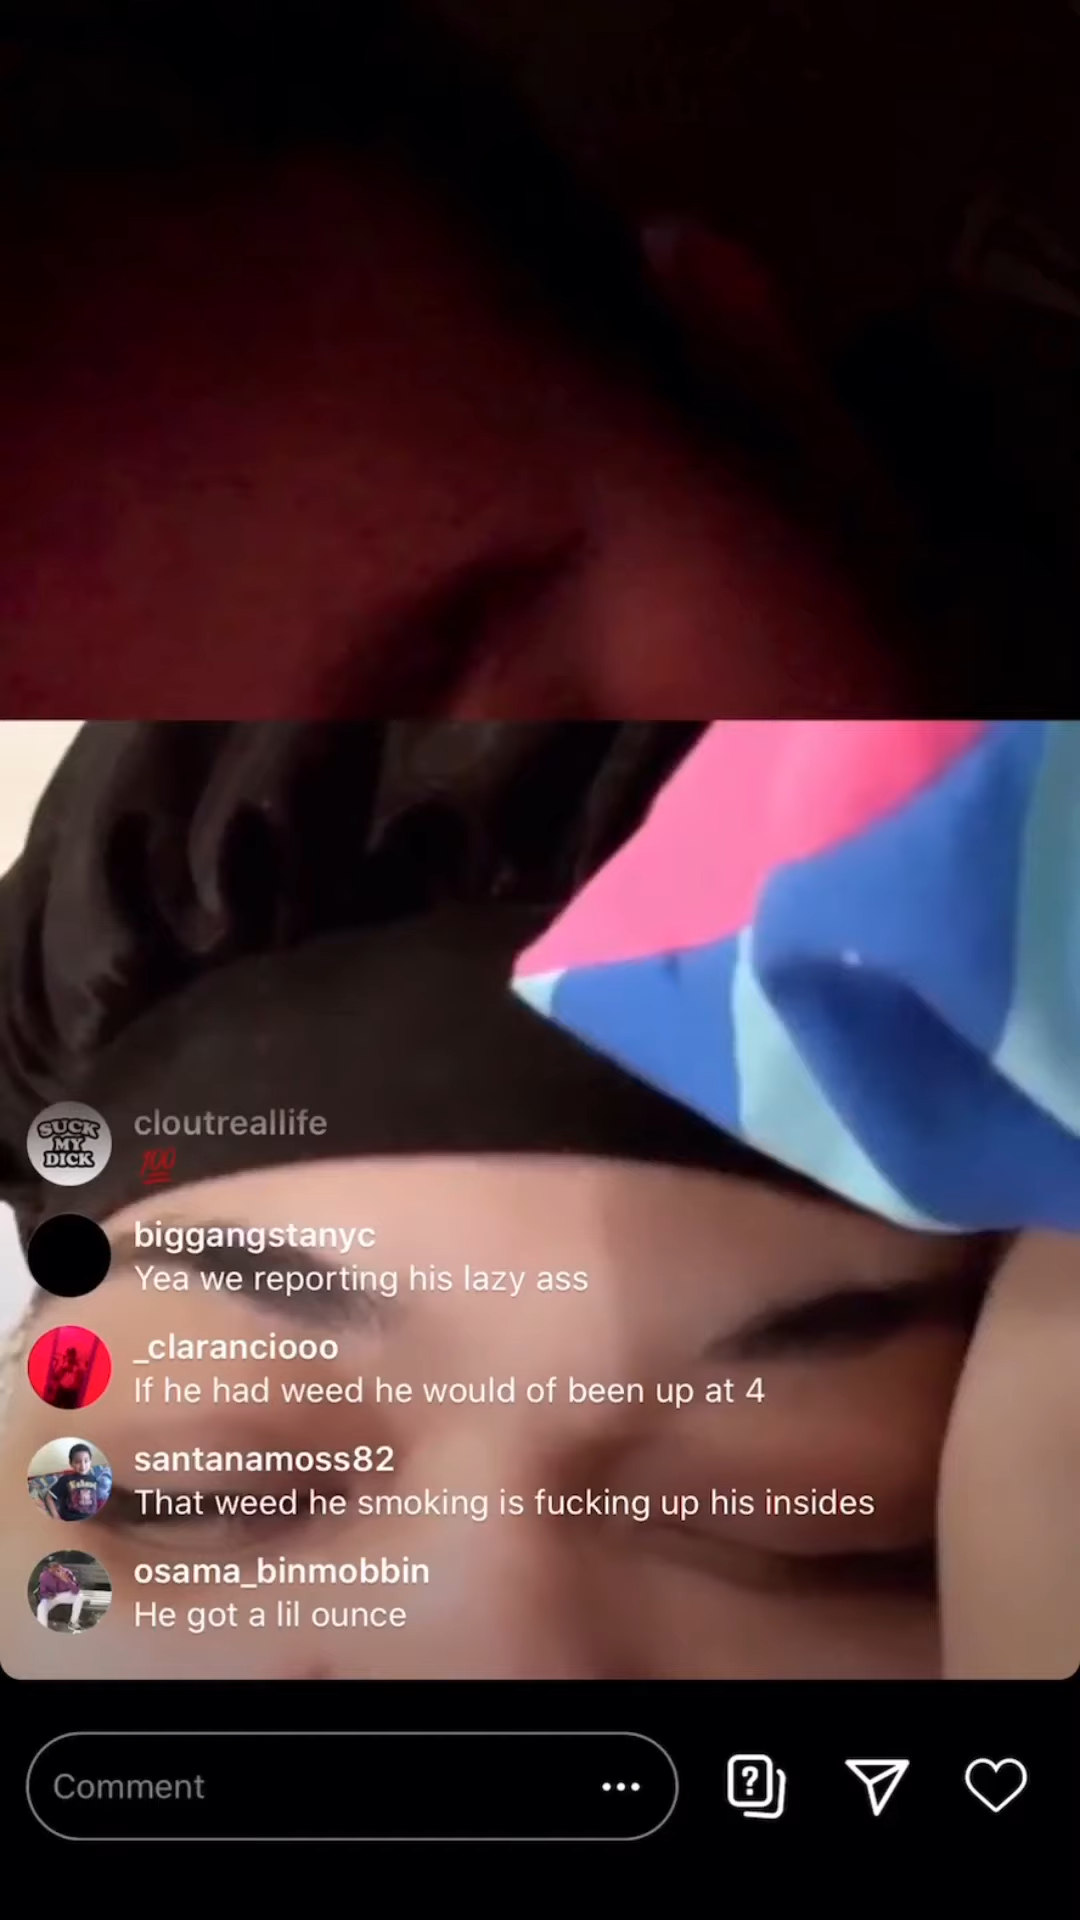 SUCK
MY
DICK
cloutreallife
💯
biggangstanyc
Yea we reporting his lazy ass
_claranciooo
If he had weed he would of been up at 4
santanamoss82
That weed he smoking is fucking up his insides
osama_binmobbin
He got a lil ounce
Comment